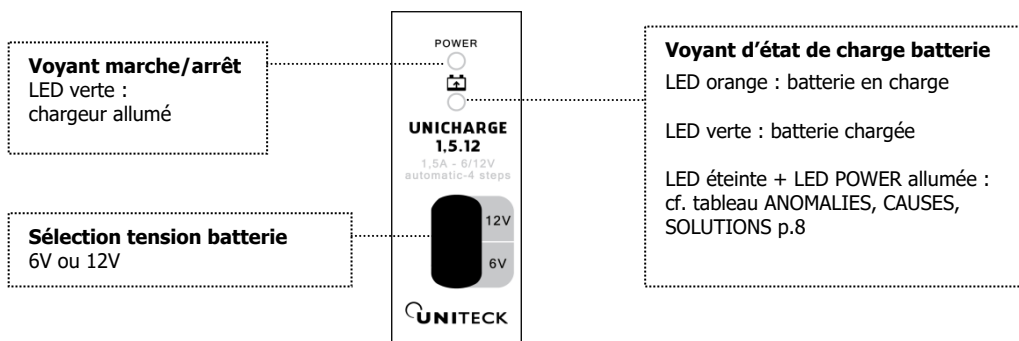 Voyant marche/arrêt
LED verte :
chargeur allumé
Sélection tension batterie
6V ou 12V
POWER
UNICHARGE
1,5.12
1,5A - 6/12V
automatic-4 steps
12V
6V
UNITECK
Voyant d’état de charge batterie
LED orange : batterie en charge
LED verte : batterie chargée
LED éteinte + LED POWER allumée :
cf. tableau ANOMALIES, CAUSES,
SOLUTIONS p.8